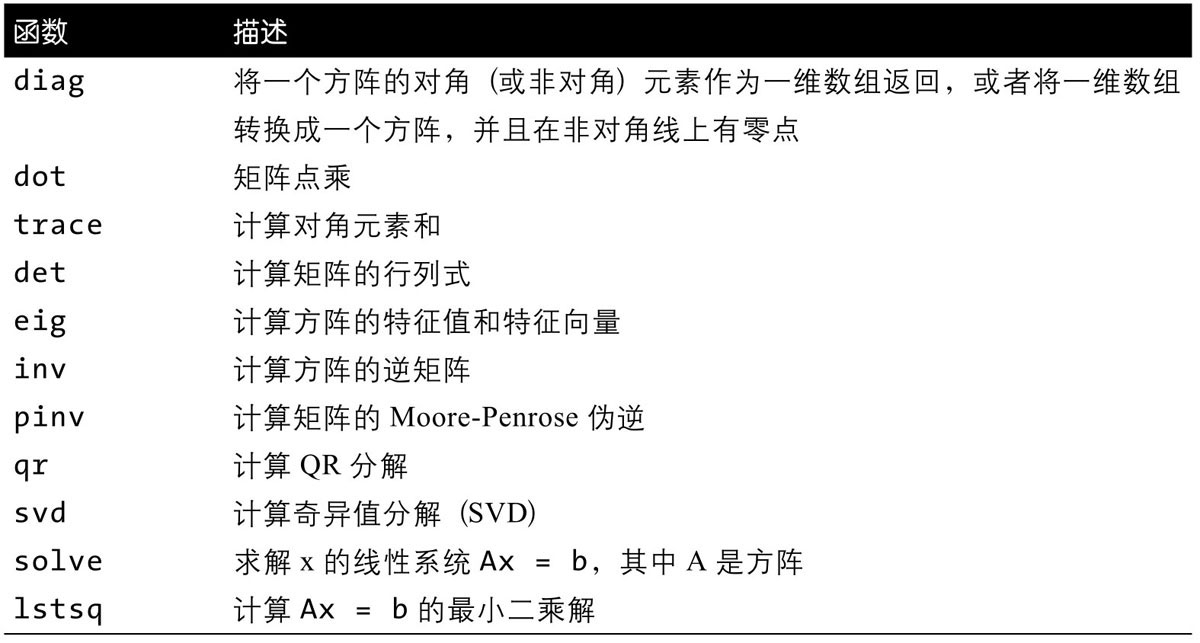 函数 描述
diag 将一个方阵的对角（或非对角）元素作为一维数组返回，或者将一维数组
转换成一个方阵，并且在非对角线上有零点
dot 矩阵点乘
trace 计算对角元素和
det 计算矩阵的行列式
eig 计算方阵的特征值和特征向量
inv 计算方阵的逆矩阵
pinv 计算矩阵的 Moore-Penrose 伪逆
qr 计算 QR 分解
svd 计算奇异值分解（SVD）
solve 求解 x 的线性系统 Ax = b，其中 A 是方阵
lstsq 计算 Ax = b 的最小二乘解